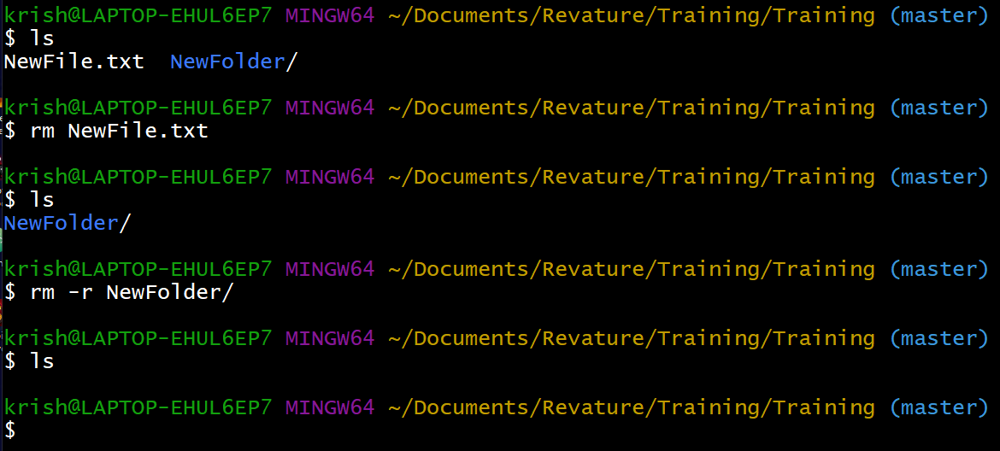 krish@LAPTOP-EHUL6EP7 MINGW64 ~/Documents/Revature/Training/Training (master)
$ ls
NewFile.txt  NewFolder/
krish@LAPTOP-EHUL6EP7 MINGW64 ~/Documents/Revature/Training/Training (master)
$ rm NewFile.txt
krish@LAPTOP-EHUL6EP7 MINGW64 ~/Documents/Revature/Training/Training (master)
$ ls
NewFolder/
krish@LAPTOP-EHUL6EP7 MINGW64 ~/Documents/Revature/Training/Training (master)
$ rm -r NewFolder/
krish@LAPTOP-EHUL6EP7 MINGW64 ~/Documents/Revature/Training/Training (master)
$ ls
krish@LAPTOP-EHUL6EP7 MINGW64 ~/Documents/Revature/Training/Training (master)
$